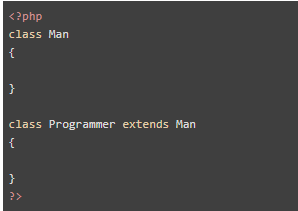 <?php
class Man
{
}
class Programmer extends Man
{
}
?>